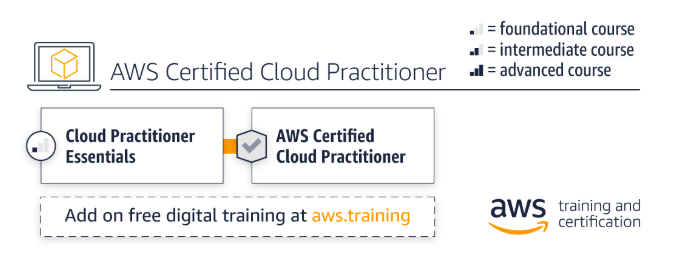 AWS Certified Cloud Practitioner
= foundational course
= intermediate course
= advanced course
Cloud Practitioner
Essentials
AWS Certified
Cloud Practitioner
Add on free digital training at aws.training
aws
training and
certification